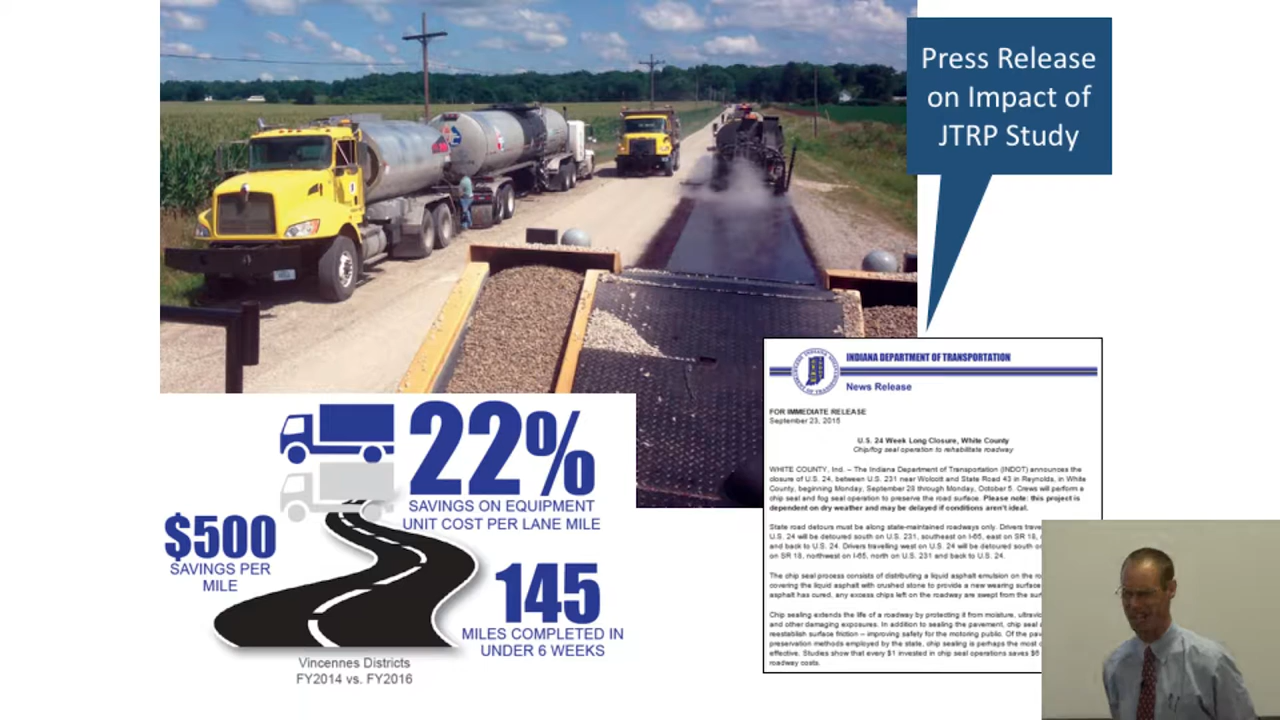 Press Release
on Impact of
JTRP Study
INDIANA DEPARTMENT OF TRANSPORTATION
News Release
FOR IMMEDIATE RELEASE
September 23, 2015
U.S. 24 Week Long Closure, White County
Chip/fog seal operation to rehabilitate roadway
WHITE COUNTY, Ind. – The Indiana Department of Transportation (INDOT) announces the
closure of U.S. 24, between U.S. 231 near Wolcott and State Road 43 in Reynolds, in White
County, beginning Monday, September 28 through Monday, October 5. Crews will perform a
chip seal and fog seal operation to preserve the road surface. Please note: this project is
dependent on dry weather and may be delayed if conditions aren't ideal.
State road detours must be along state-maintained roadways only. Drivers
U.S. 24 will be detoured south on U.S. 231, southeast on I-65, east on SR 18,
and back to U.S. 24. Drivers travelling west on U.S. 24 will be detoured south
on SR 18, northwest on I-65, north on U.S. 231 and back to U.S. 24.
The chip seal process consists of distributing a liquid asphalt emulsion on the
covering the liquid asphalt with crushed stone to provide a new wearing
asphalt has cured, any excess chips left on the roadway are swept from the
Chip sealing extends the life of a roadway by protecting it from moisture,
and other damaging exposures. In addition to sealing the pavement, chip seal
reestablish surface friction – improving safety for the motoring public. Of the
preservation methods employed by the state, chip sealing is perhaps the most
effective. Studies show that every $1 invested in chip seal operations saves
roadway costs.
22%
SAVINGS ON EQUIPMENT
UNIT COST PER LANE MILE
$500
SAVINGS PER
MILE
145
MILES COMPLETED IN
UNDER 6 WEEKS
Vincennes Districts
FY2014 vs. FY2016